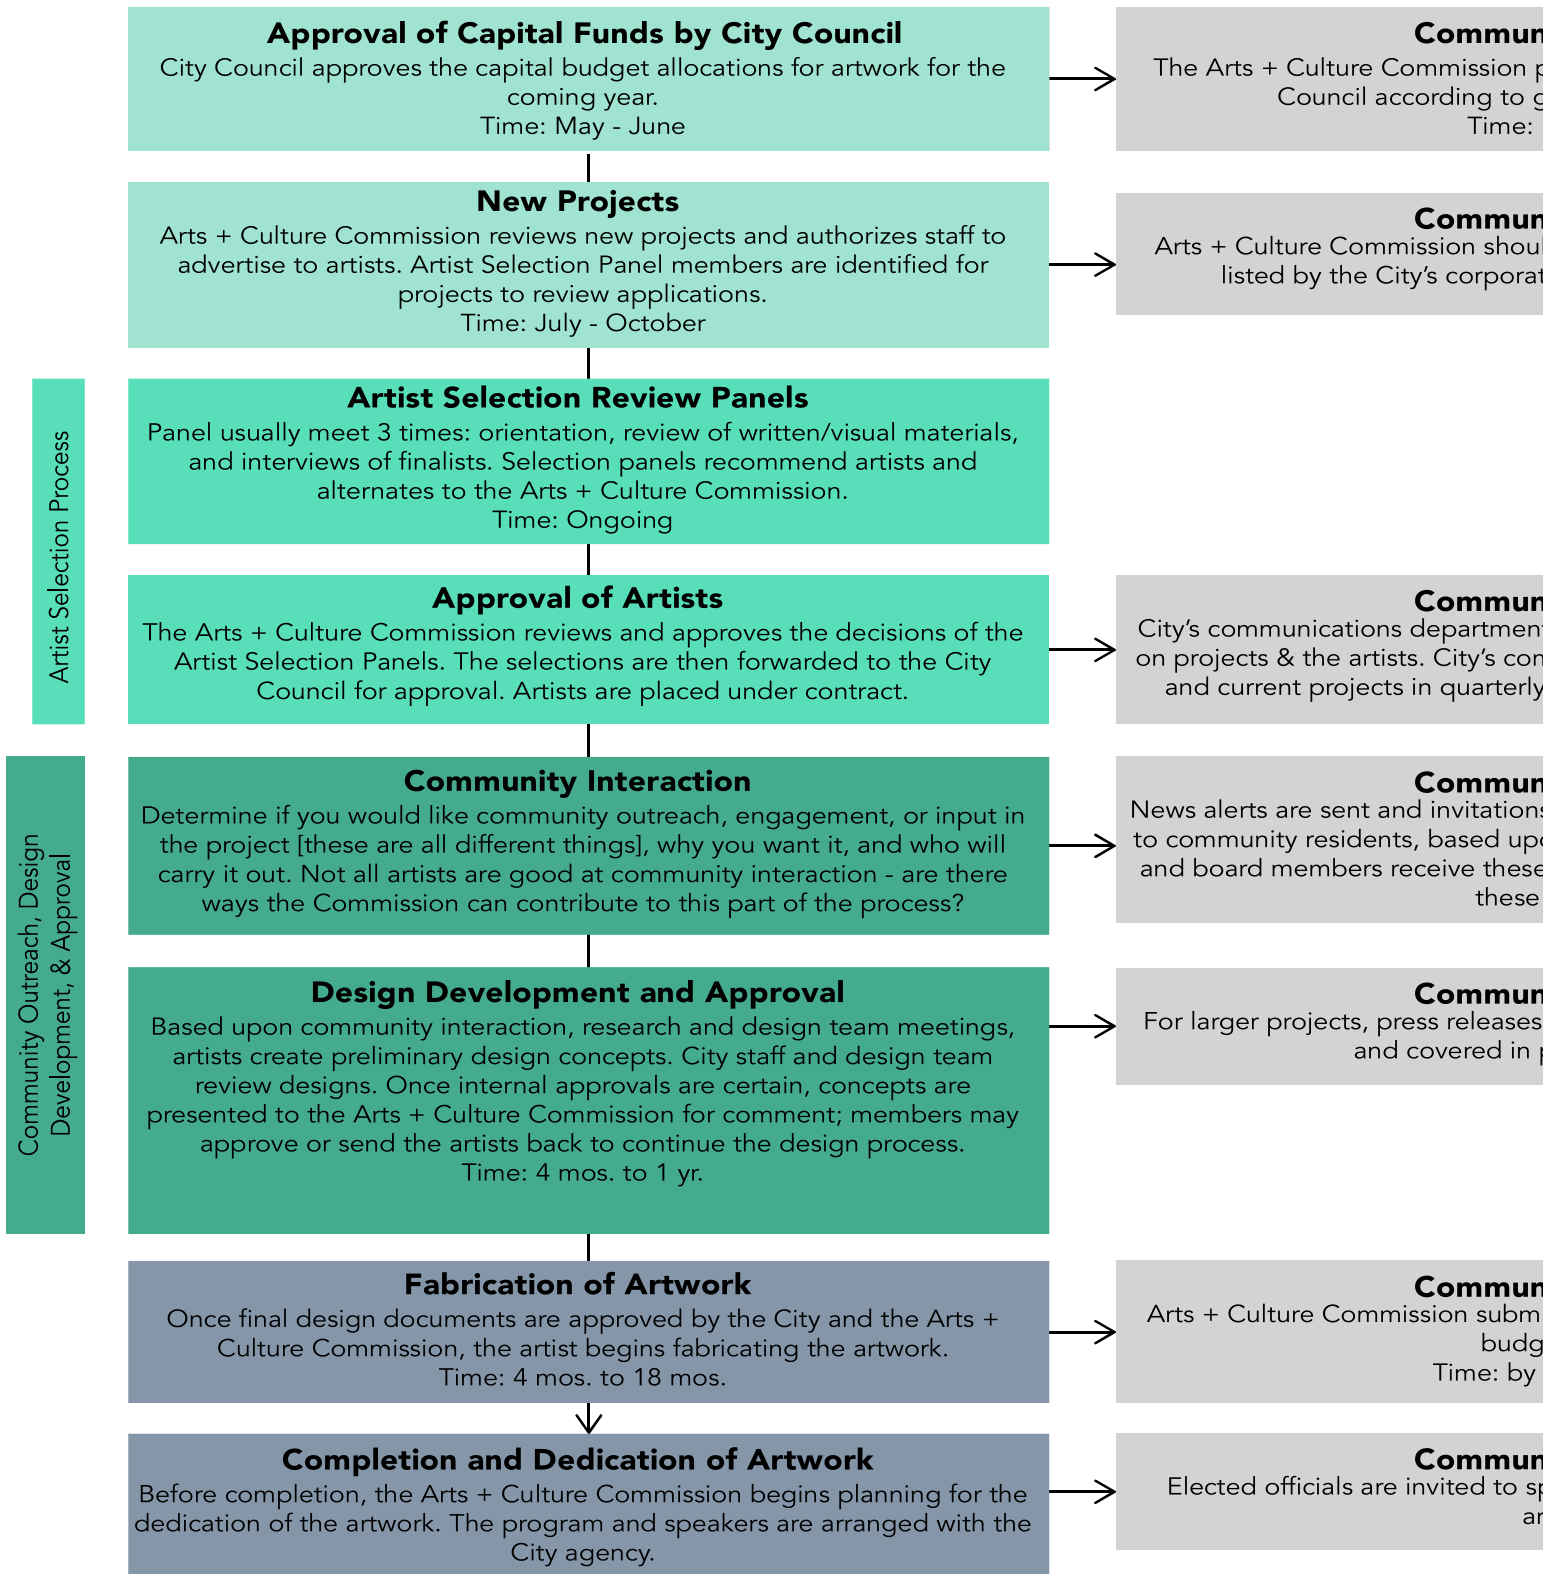 Approval of Capital Funds by City Council
City Council approves the capital budget allocations for artwork for the
coming year.
Time: May - June
The Arts + Culture Commission
Council according to
Time:
New Projects
Arts + Culture Commission reviews new projects and authorizes staff to
advertise to artists. Artist Selection Panel members are identified for
projects to review applications.
Time: July - October
Arts + Culture Commission
listed by the City's
Artist Selection Process
Artist Selection Review Panels
Panel usually meet 3 times: orientation, review of written/visual materials,
and interviews of finalists. Selection panels recommend artists and
alternates to the Arts + Culture Commission.
Time: Ongoing
Approval of Artists
The Arts + Culture Commission reviews and approves the decisions of the
Artist Selection Panels. The selections are then forwarded to the City
Council for approval. Artists are placed under contract.
City's communications department
on projects & the artists. City's
and current projects in quarterly
Community Outreach, Design
Development, & Approval
Community Interaction
Determine if you would like community outreach, engagement, or input in
the project [these are all different things], why you want it, and who will
carry it out. Not all artists are good at community interaction - are there
ways the Commission can contribute to this part of the process?
News alerts are sent and invitations
to community residents, based
and board members receive these
these
Design Development and Approval
Based upon community interaction, research and design team meetings,
artists create preliminary design concepts. City staff and design team
review designs. Once internal approvals are certain, concepts are
presented to the Arts + Culture Commission for comment; members may
approve or send the artists back to continue the design process.
Time: 4 mos. to 1 yr.
For larger projects, press releases
and covered in
Fabrication of Artwork
Once final design documents are approved by the City and the Arts +
Culture Commission, the artist begins fabricating the artwork.
Time: 4 mos. to 18 mos.
Arts + Culture Commission
Time: by
Completion and Dedication of Artwork
Before completion, the Arts + Culture Commission begins planning for the
dedication of the artwork. The program and speakers are arranged with the
City agency.
Elected officials are invited to